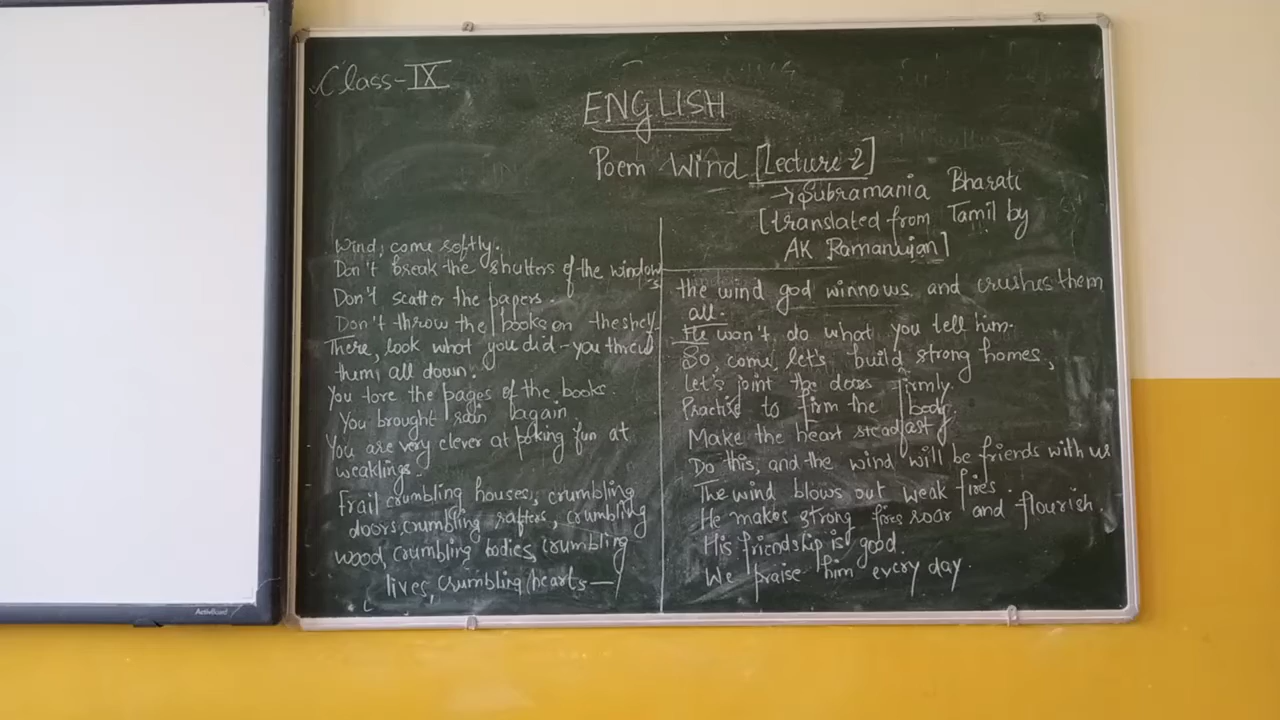 Class-IX
ENGLISH
Poem Wind [Lecture-2]
→ Subramania Bharati
[translated from Tamil by
AK Ramanujan]
Wind, come softly.
Don't break the shutters of the windows
Don't scatter the papers.
Don't throw the books on the shelf
There, look what you did - you threw
them all down.
You tore the pages of the books.
You brought rain again
You are very clever at poking fun at
weaklings.
Frail crumbling houses, crumbling
doors, crumbling rafters, crumbling
wood, crumbling bodies, crumbling
lives, crumbling hearts—
the wind god winnows and crushes them
all.
He won't do what you tell him.
So, come, let's build strong homes,
Let's joint the doors firmly.
Practise to firm the body.
Make the heart steadfast
Do this, and the wind will be friends with us
The wind blows out weak fires.
He makes strong fires roar and flourish.
His friendship is good.
We praise him every day.
ActivBoard